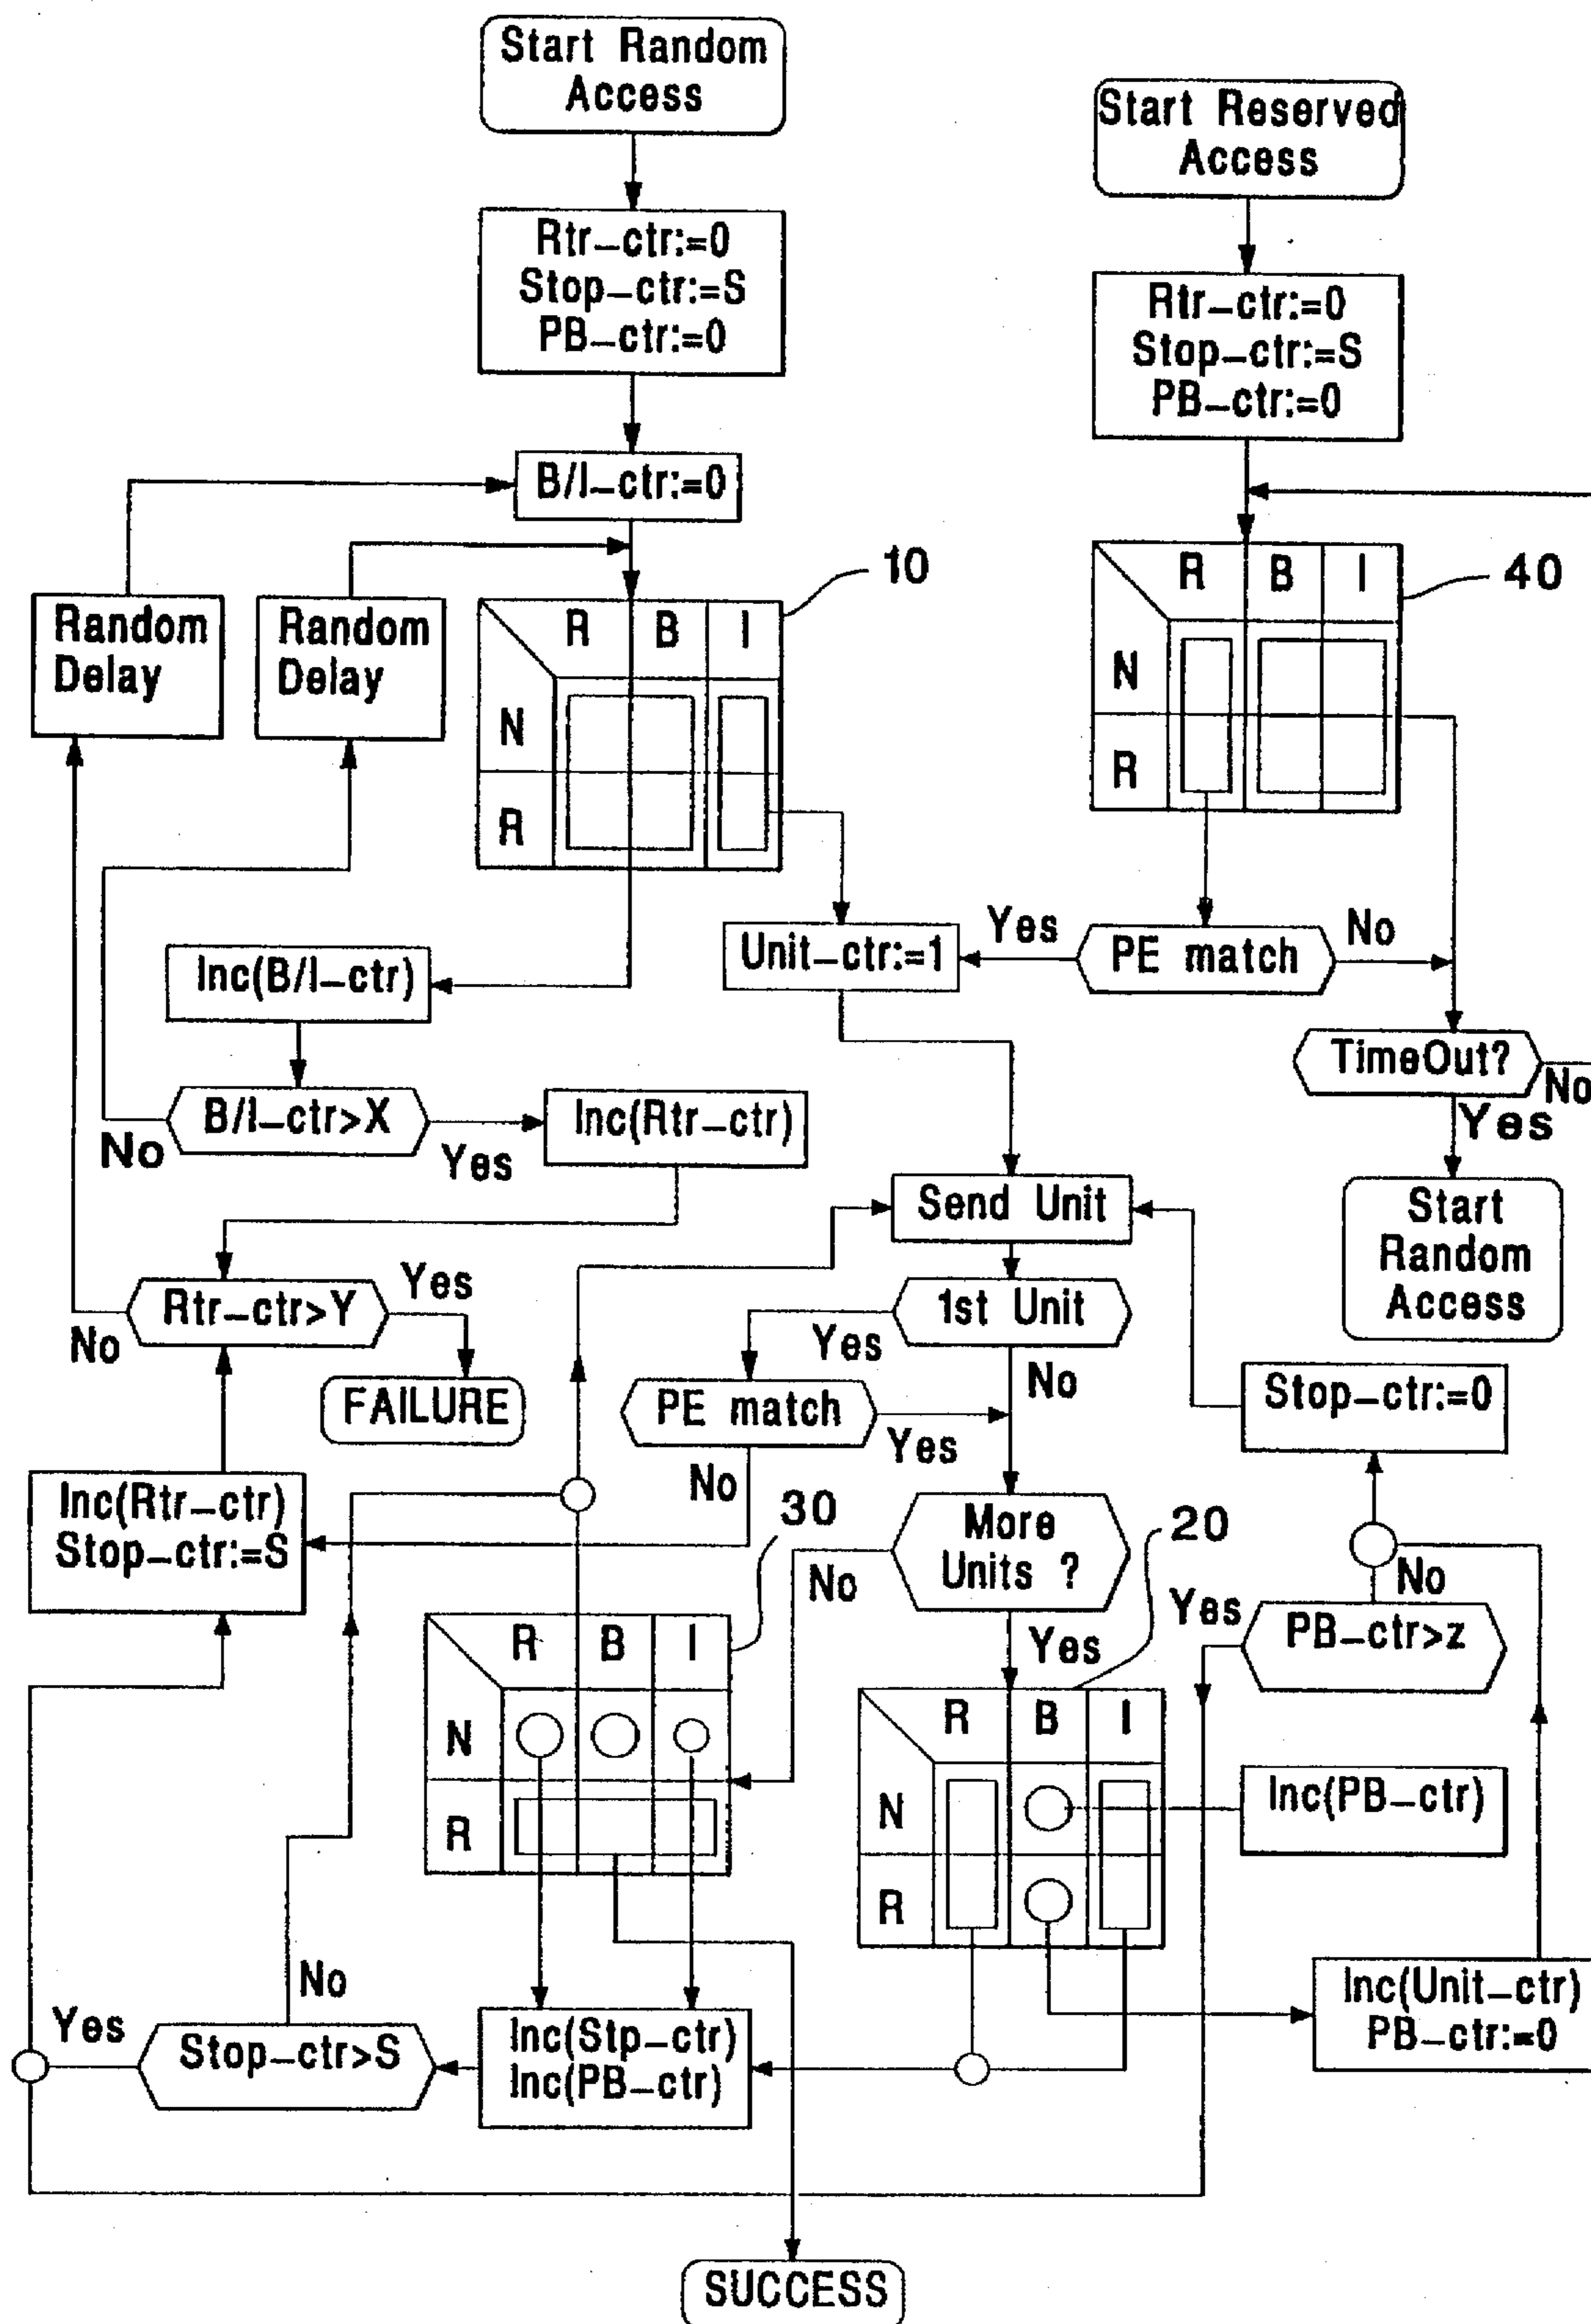 Start Random
Access
Start Reserved
Access
Rtr-ctr:=0
Stop-ctr:=S
PB-ctr:=0
Rtr-ctr:=0
Stop-ctr:=S
PB-ctr:=0
B/I-ctr:=0
10
40
R B I
N
R
R B I
N
R
Random
Delay
Random
Delay
Unit-ctr:=1
Yes
PE match
No
Inc(B/I-ctr)
TimeOut?
No
Yes
B/I-ctr>X
No
Yes
Inc(Rtr-ctr)
Send Unit
Start
Random
Access
Rtr-ctr>Y
Yes
No
FAILURE
1st Unit
Yes
No
PE match
Yes
No
Stop-ctr:=0
Inc(Rtr-ctr)
Stop-ctr:=S
30
More
Units ?
No
Yes
20
No
Yes
PB-ctr>z
R B I
N
R
R B I
N
R
Inc(PB-ctr)
No
Yes
Stop-ctr>S
Inc(Stp-ctr)
Inc(PB-ctr)
Inc(Unit-ctr)
PB-ctr:=0
SUCCESS